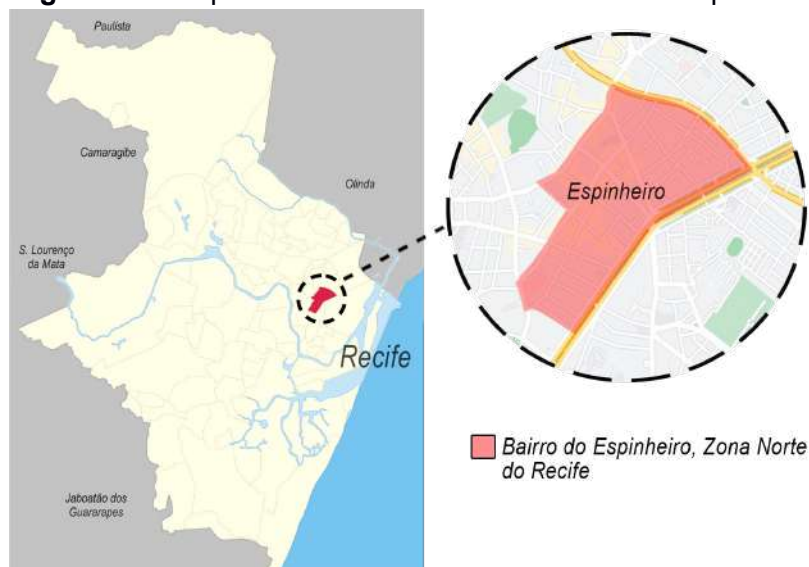 Paulista
Camaragibe
Olinda
S. Lourenço
da Mata
Recife
Jaboatão dos
Guararapes
Espinheiro
Bairro do Espinheiro, Zona Norte
do Recife